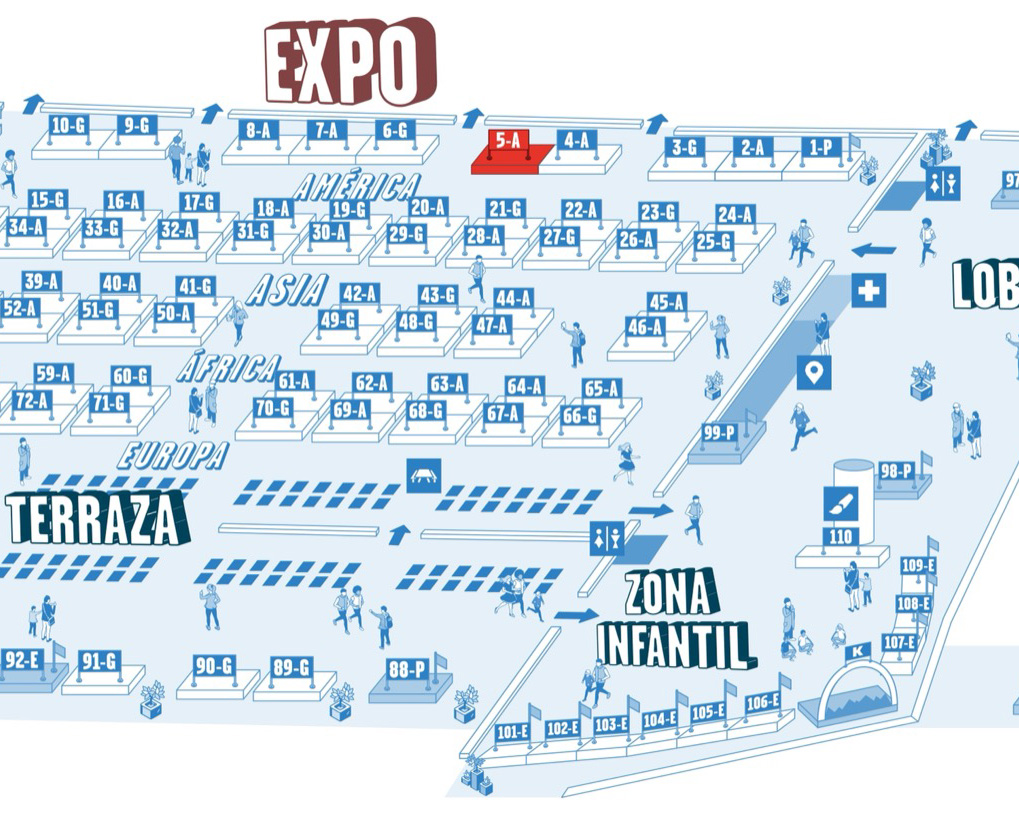 EXPO
10-G 9-G 8-A 7-A 6-G 5-A 4-A 3-G 2-A 1-P
97
AMÉRICA
15-G 16-A 17-G 18-A 19-G 20-A 21-G 22-A 23-G 24-A
34-A 33-G 32-A 31-G 30-A 29-G 28-A 27-G 26-A 25-G
LOB
ASIA
39-A 40-A 41-G 42-A 43-G 44-A 45-A
52-A 51-G 50-A 49-G 48-G 47-A 46-A
ÁFRICA
59-A 60-G 61-A 62-A 63-A 64-A 65-A
72-A 71-G 70-G 69-A 68-G 67-A 66-G
99-P
EUROPA
98-P
TERRAZA
110
109-E
ZONA
INFANTIL
108-E
107-E
K
92-E 91-G 90-G 89-G 88-P
101-E 102-E 103-E 104-E 105-E 106-E